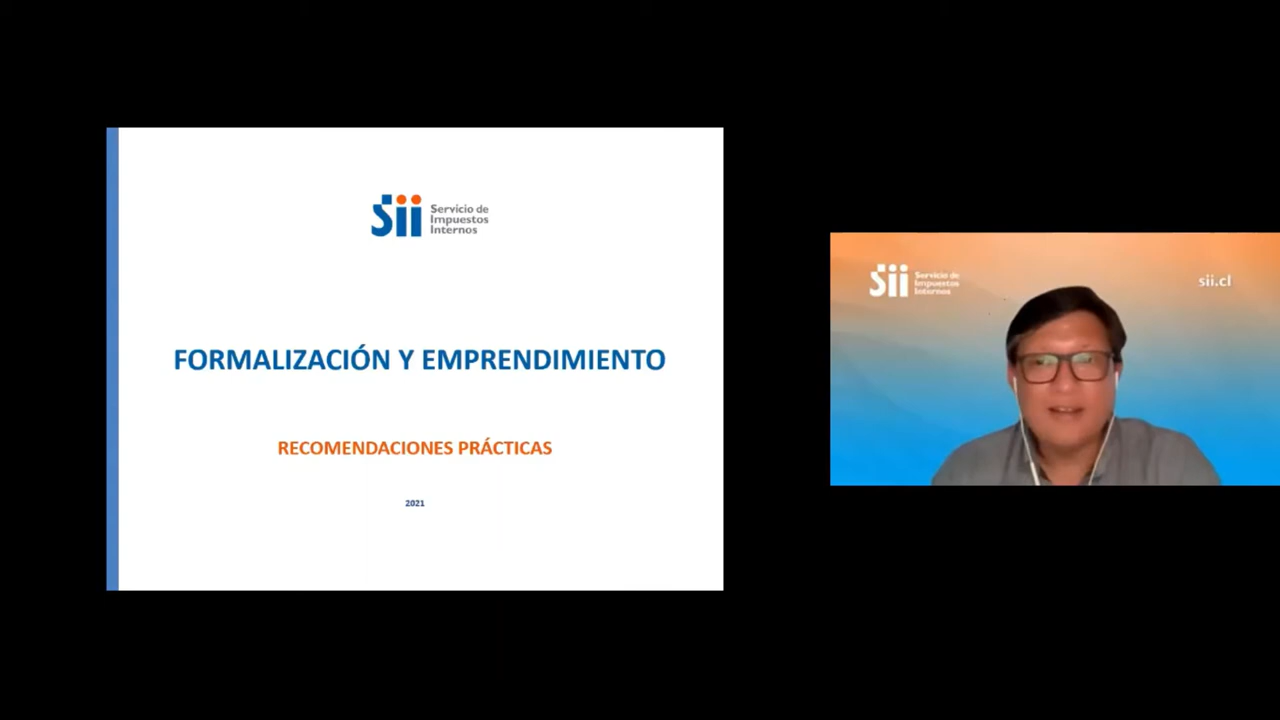 Sii Servicio de
Impuestos
Internos
FORMALIZACIÓN Y EMPRENDIMIENTO
RECOMENDACIONES PRÁCTICAS
2021
Sii Servicio de
Impuestos
Internos
sii.cl